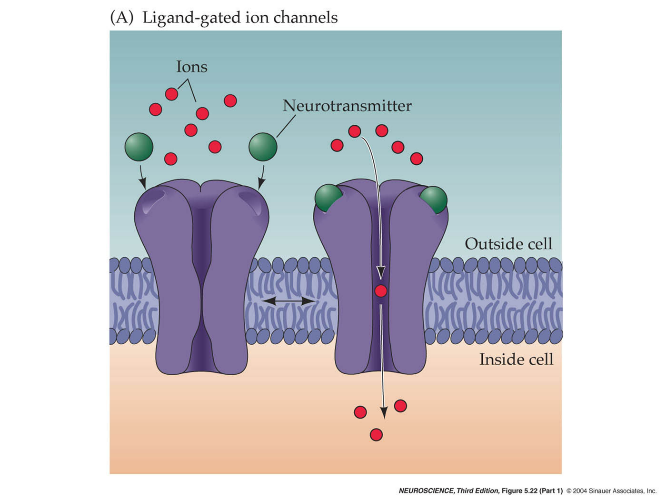 (A) Ligand-gated ion channels
Ions
Neurotransmitter
Outside cell
Inside cell
NEUROSCIENCE, Third Edition, Figure 5.22 (Part 1) © 2004 Sinauer Associates, Inc.